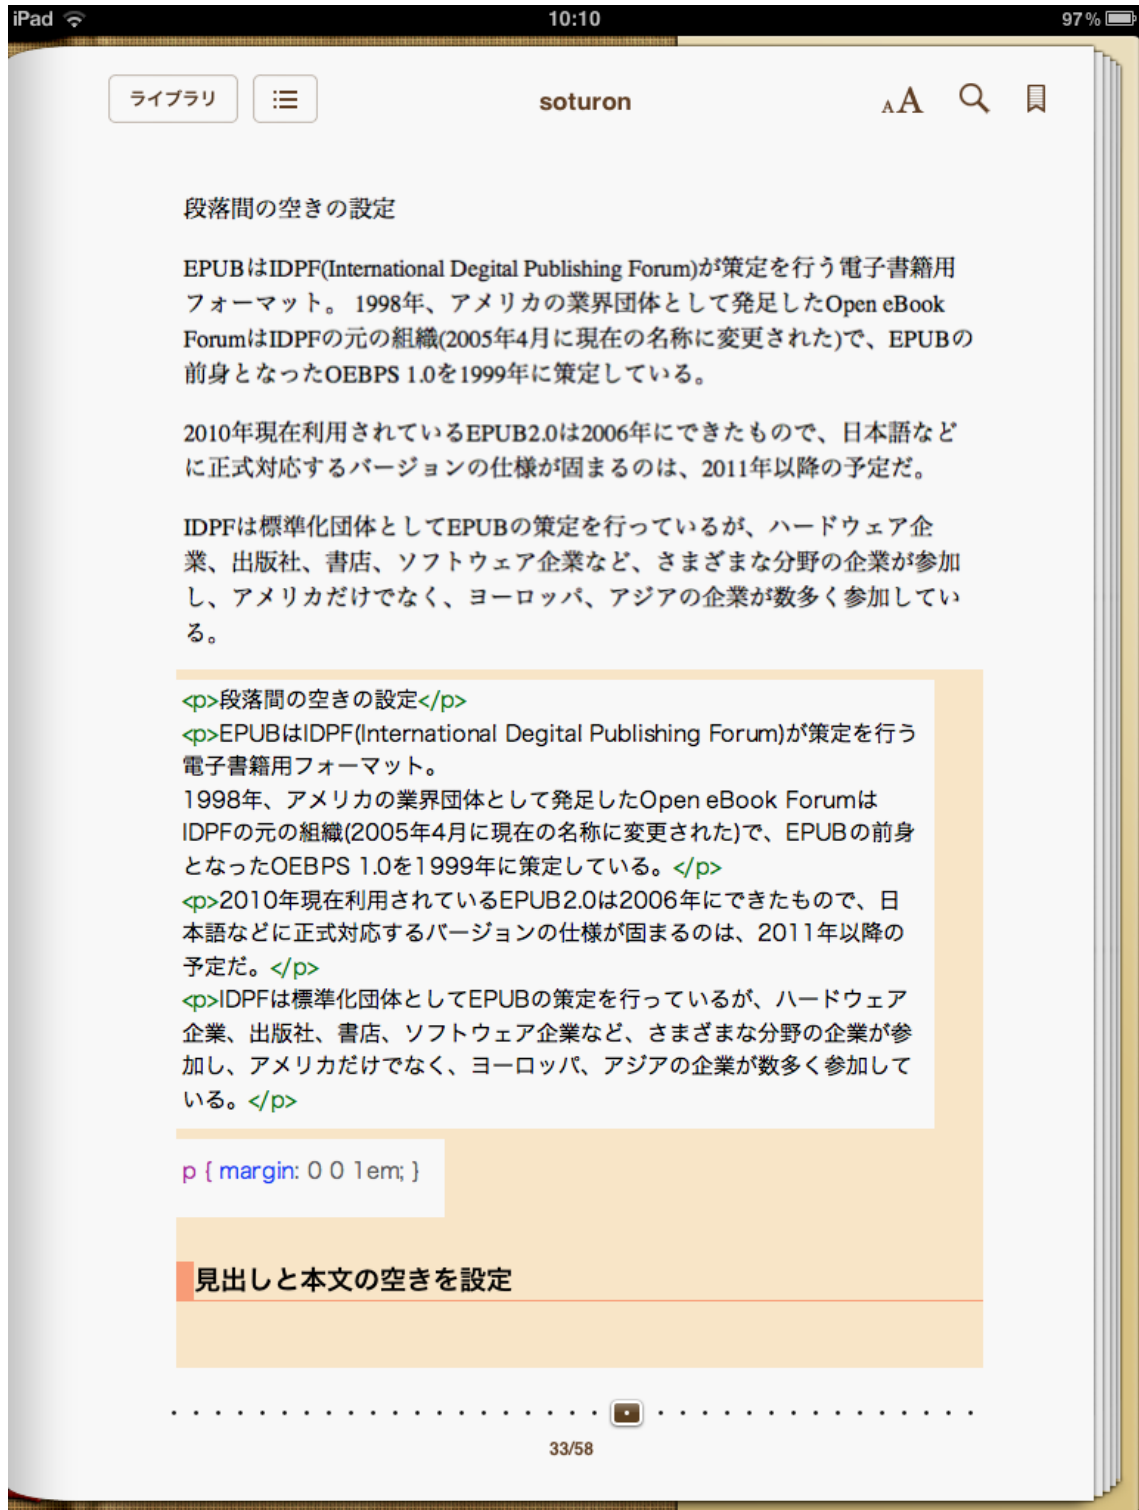 iPad 10:10 97%
ライブラリ soturon AA
段落間の空きの設定
EPUBはIDPF(International Degital Publishing Forum)が策定を行う電子書籍用
フォーマット。 1998年、アメリカの業界団体として発足したOpen eBook
ForumはIDPFの元の組織(2005年4月に現在の名称に変更された)で、EPUBの
前身となったOEBPS 1.0を1999年に策定している。
2010年現在利用されているEPUB2.0は2006年にできたもので、日本語など
に正式対応するバージョンの仕様が固まるのは、2011年以降の予定だ。
IDPFは標準化団体としてEPUBの策定を行っているが、ハードウェア企
業、出版社、書店、ソフトウェア企業など、さまざまな分野の企業が参加
し、アメリカだけでなく、ヨーロッパ、アジアの企業が数多く参加してい
る。
<p>段落間の空きの設定</p>
<p>EPUBはIDPF(International Degital Publishing Forum)が策定を行う
電子書籍用フォーマット。
1998年、アメリカの業界団体として発足したOpen eBook Forumは
IDPFの元の組織(2005年4月に現在の名称に変更された)で、EPUBの前身
となったOEBPS 1.0を1999年に策定している。</p>
<p>2010年現在利用されているEPUB2.0は2006年にできたもので、日
本語などに正式対応するバージョンの仕様が固まるのは、2011年以降の
予定だ。</p>
<p>IDPFは標準化団体としてEPUBの策定を行っているが、ハードウェア
企業、出版社、書店、ソフトウェア企業など、さまざまな分野の企業が参
加し、アメリカだけでなく、ヨーロッパ、アジアの企業が数多く参加して
いる。</p>
p { margin: 0 0 1em; }
見出しと本文の空きを設定
33/58